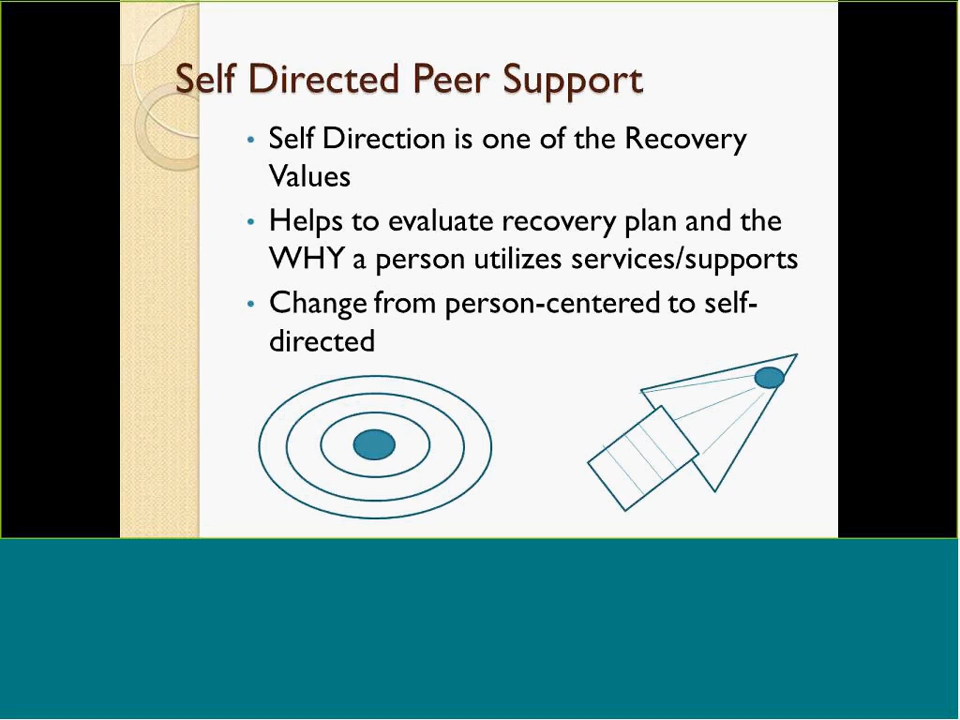 Self Directed Peer Support
• Self Direction is one of the Recovery
Values
• Helps to evaluate recovery plan and the
WHY a person utilizes services/supports
• Change from person-centered to self-
directed